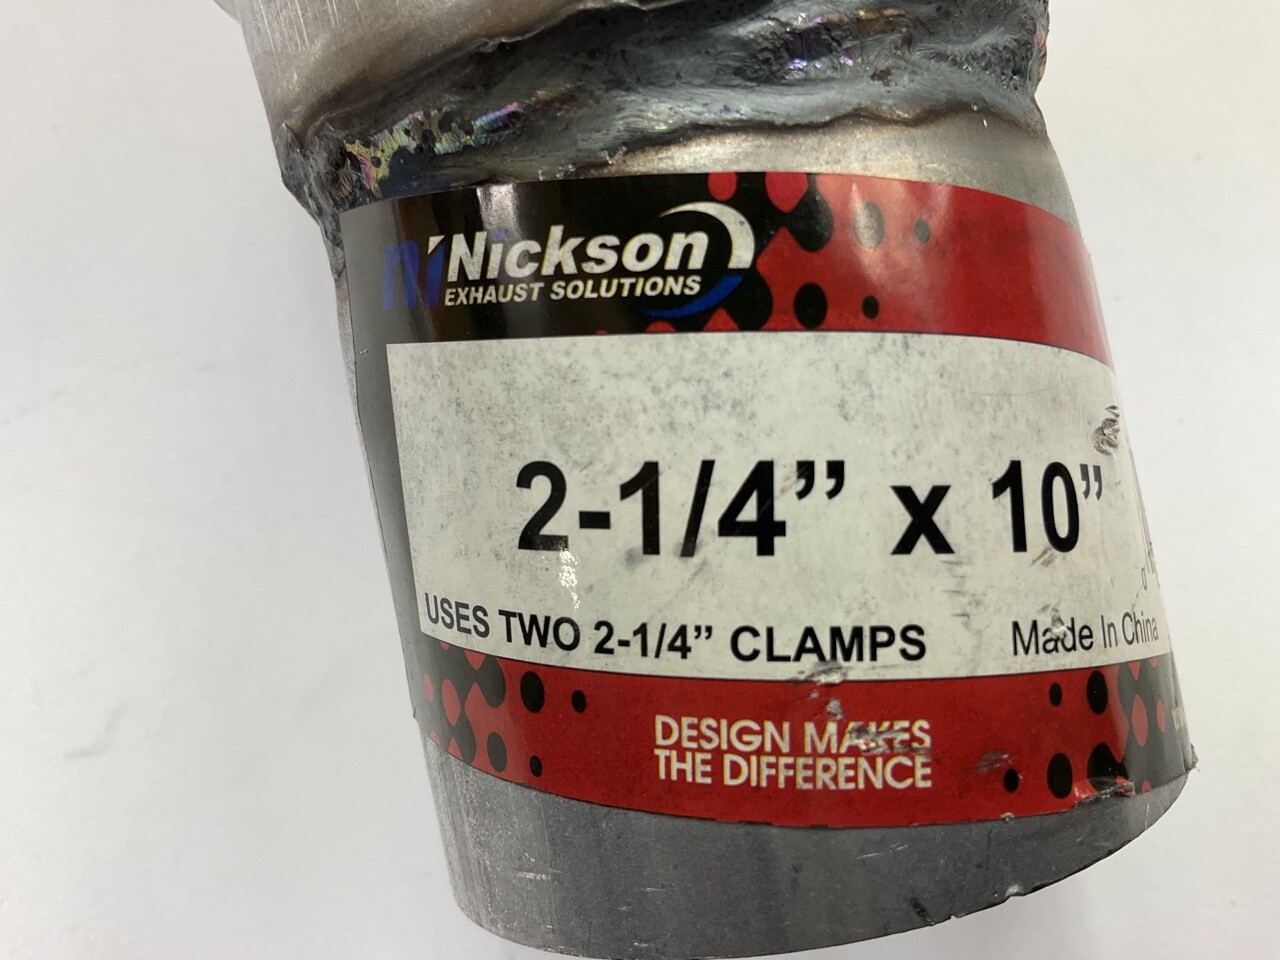 Nickson
EXHAUST SOLUTIONS
2-1/4” x 10”
USES TWO 2-1/4” CLAMPS
Made In China
DESIGN MAKES
THE DIFFERENCE